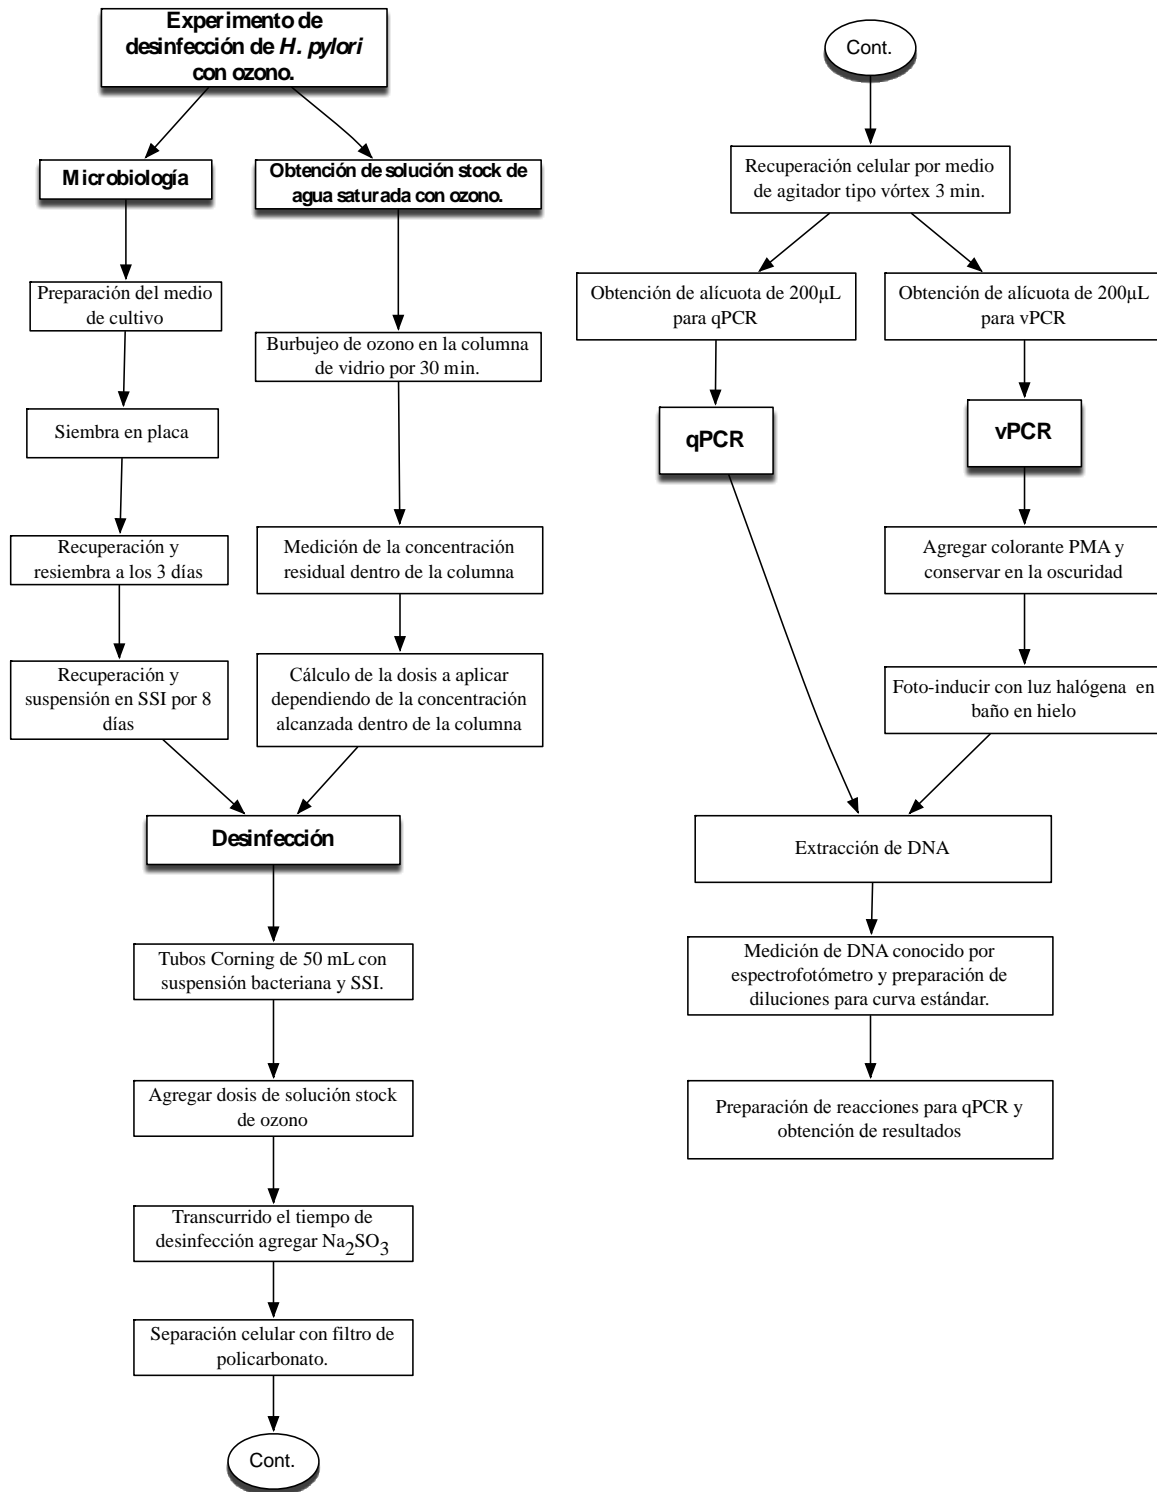 Experimento de
desinfección de H. pylori
con ozono.
Microbiología
Obtención de solución stock de
agua saturada con ozono.
Preparación del medio
de cultivo
Burbujeo de ozono en la columna
de vidrio por 30 min.
Siembra en placa
Recuperación y
resiembra a los 3 días
Medición de la concentración
residual dentro de la columna
Recuperación y
suspensión en SSI por 8
días
Cálculo de la dosis a aplicar
dependiendo de la concentración
alcanzada dentro de la columna
Desinfección
Tubos Corning de 50 mL con
suspensión bacteriana y SSI.
Agregar dosis de solución stock
de ozono
Transcurrido el tiempo de
desinfección agregar Na2SO3
Separación celular con filtro de
policarbonato.
Cont.
Cont.
Recuperación celular por medio
de agitador tipo vórtex 3 min.
Obtención de alícuota de 200µL
para qPCR
Obtención de alícuota de 200µL
para vPCR
qPCR
vPCR
Agregar colorante PMA y
conservar en la oscuridad
Foto-inducir con luz halógena en
baño en hielo
Extracción de DNA
Medición de DNA conocido por
espectrofotómetro y preparación de
diluciones para curva estándar.
Preparación de reacciones para qPCR y
obtención de resultados